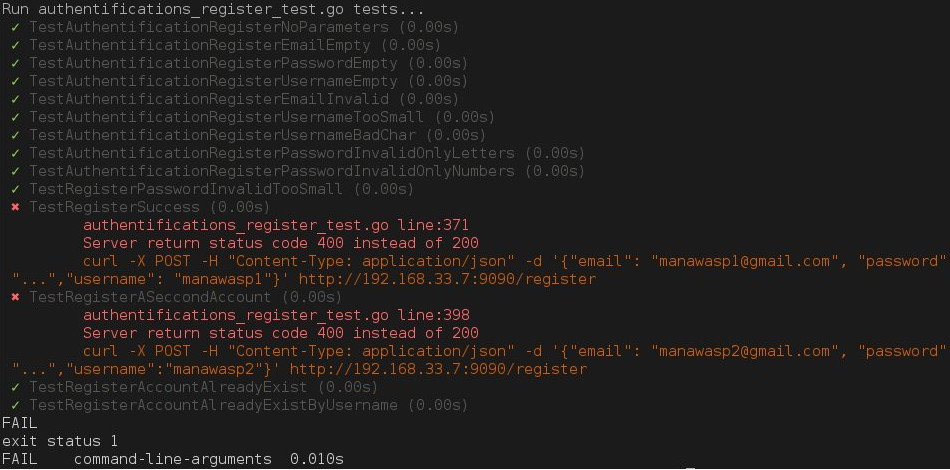 Run authentifications_register_test.go tests...
✓ TestAuthentificationRegisterNoParameters (0.00s)
✓ TestAuthentificationRegisterEmailEmpty (0.00s)
✓ TestAuthentificationRegisterPasswordEmpty (0.00s)
✓ TestAuthentificationRegisterUsernameEmpty (0.00s)
✓ TestAuthentificationRegisterEmailInvalid (0.00s)
✓ TestAuthentificationRegisterUsernameTooSmall (0.00s)
✓ TestAuthentificationRegisterUsernameBadChar (0.00s)
✓ TestAuthentificationRegisterPasswordInvalidOnlyLetters (0.00s)
✓ TestAuthentificationRegisterPasswordInvalidOnlyNumbers (0.00s)
✓ TestRegisterPasswordInvalidTooSmall (0.00s)
✖ TestRegisterSuccess (0.00s)
authentifications_register_test.go line:371
Server return status code 400 instead of 200
curl -X POST -H "Content-Type: application/json" -d '{"email": "manawasp1@gmail.com", "password"
"...","username": "manawasp1"}' http://192.168.33.7:9090/register
✖ TestRegisterASeccondAccount (0.00s)
authentifications_register_test.go line:398
Server return status code 400 instead of 200
curl -X POST -H "Content-Type: application/json" -d '{"email": "manawasp2@gmail.com", "password"
"...","username":"manawasp2"}' http://192.168.33.7:9090/register
✓ TestRegisterAccountAlreadyExist (0.00s)
✓ TestRegisterAccountAlreadyExistByUsername (0.00s)
FAIL
exit status 1
FAIL    command-line-arguments  0.010s